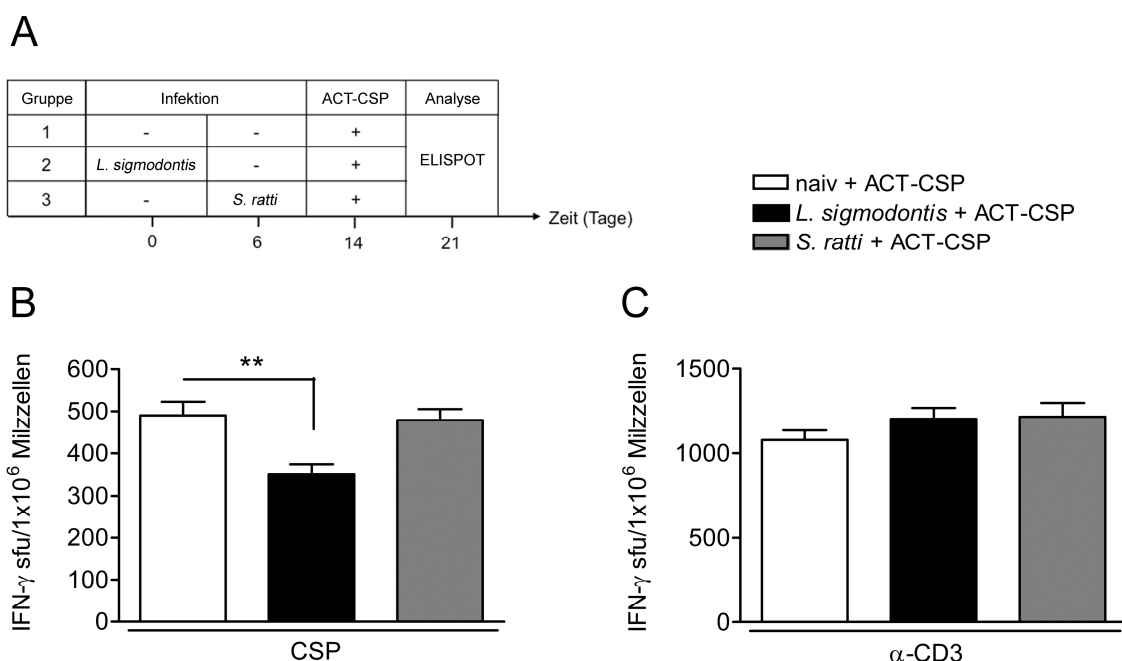 A
Gruppe Infektion ACT-CSP Analyse
1 - - +
2 L. sigmodontis - + ELISPOT
3 - S. ratti +
Zeit (Tage)
0 6 14 21
naiv + ACT-CSP
L. sigmodontis + ACT-CSP
S. ratti + ACT-CSP
B
IFN-γ sfu/1x10⁶ Milzzellen
600
500
400
300
200
100
0
**
CSP
C
IFN-γ sfu/1x10⁶ Milzzellen
1500
1000
500
0
α-CD3